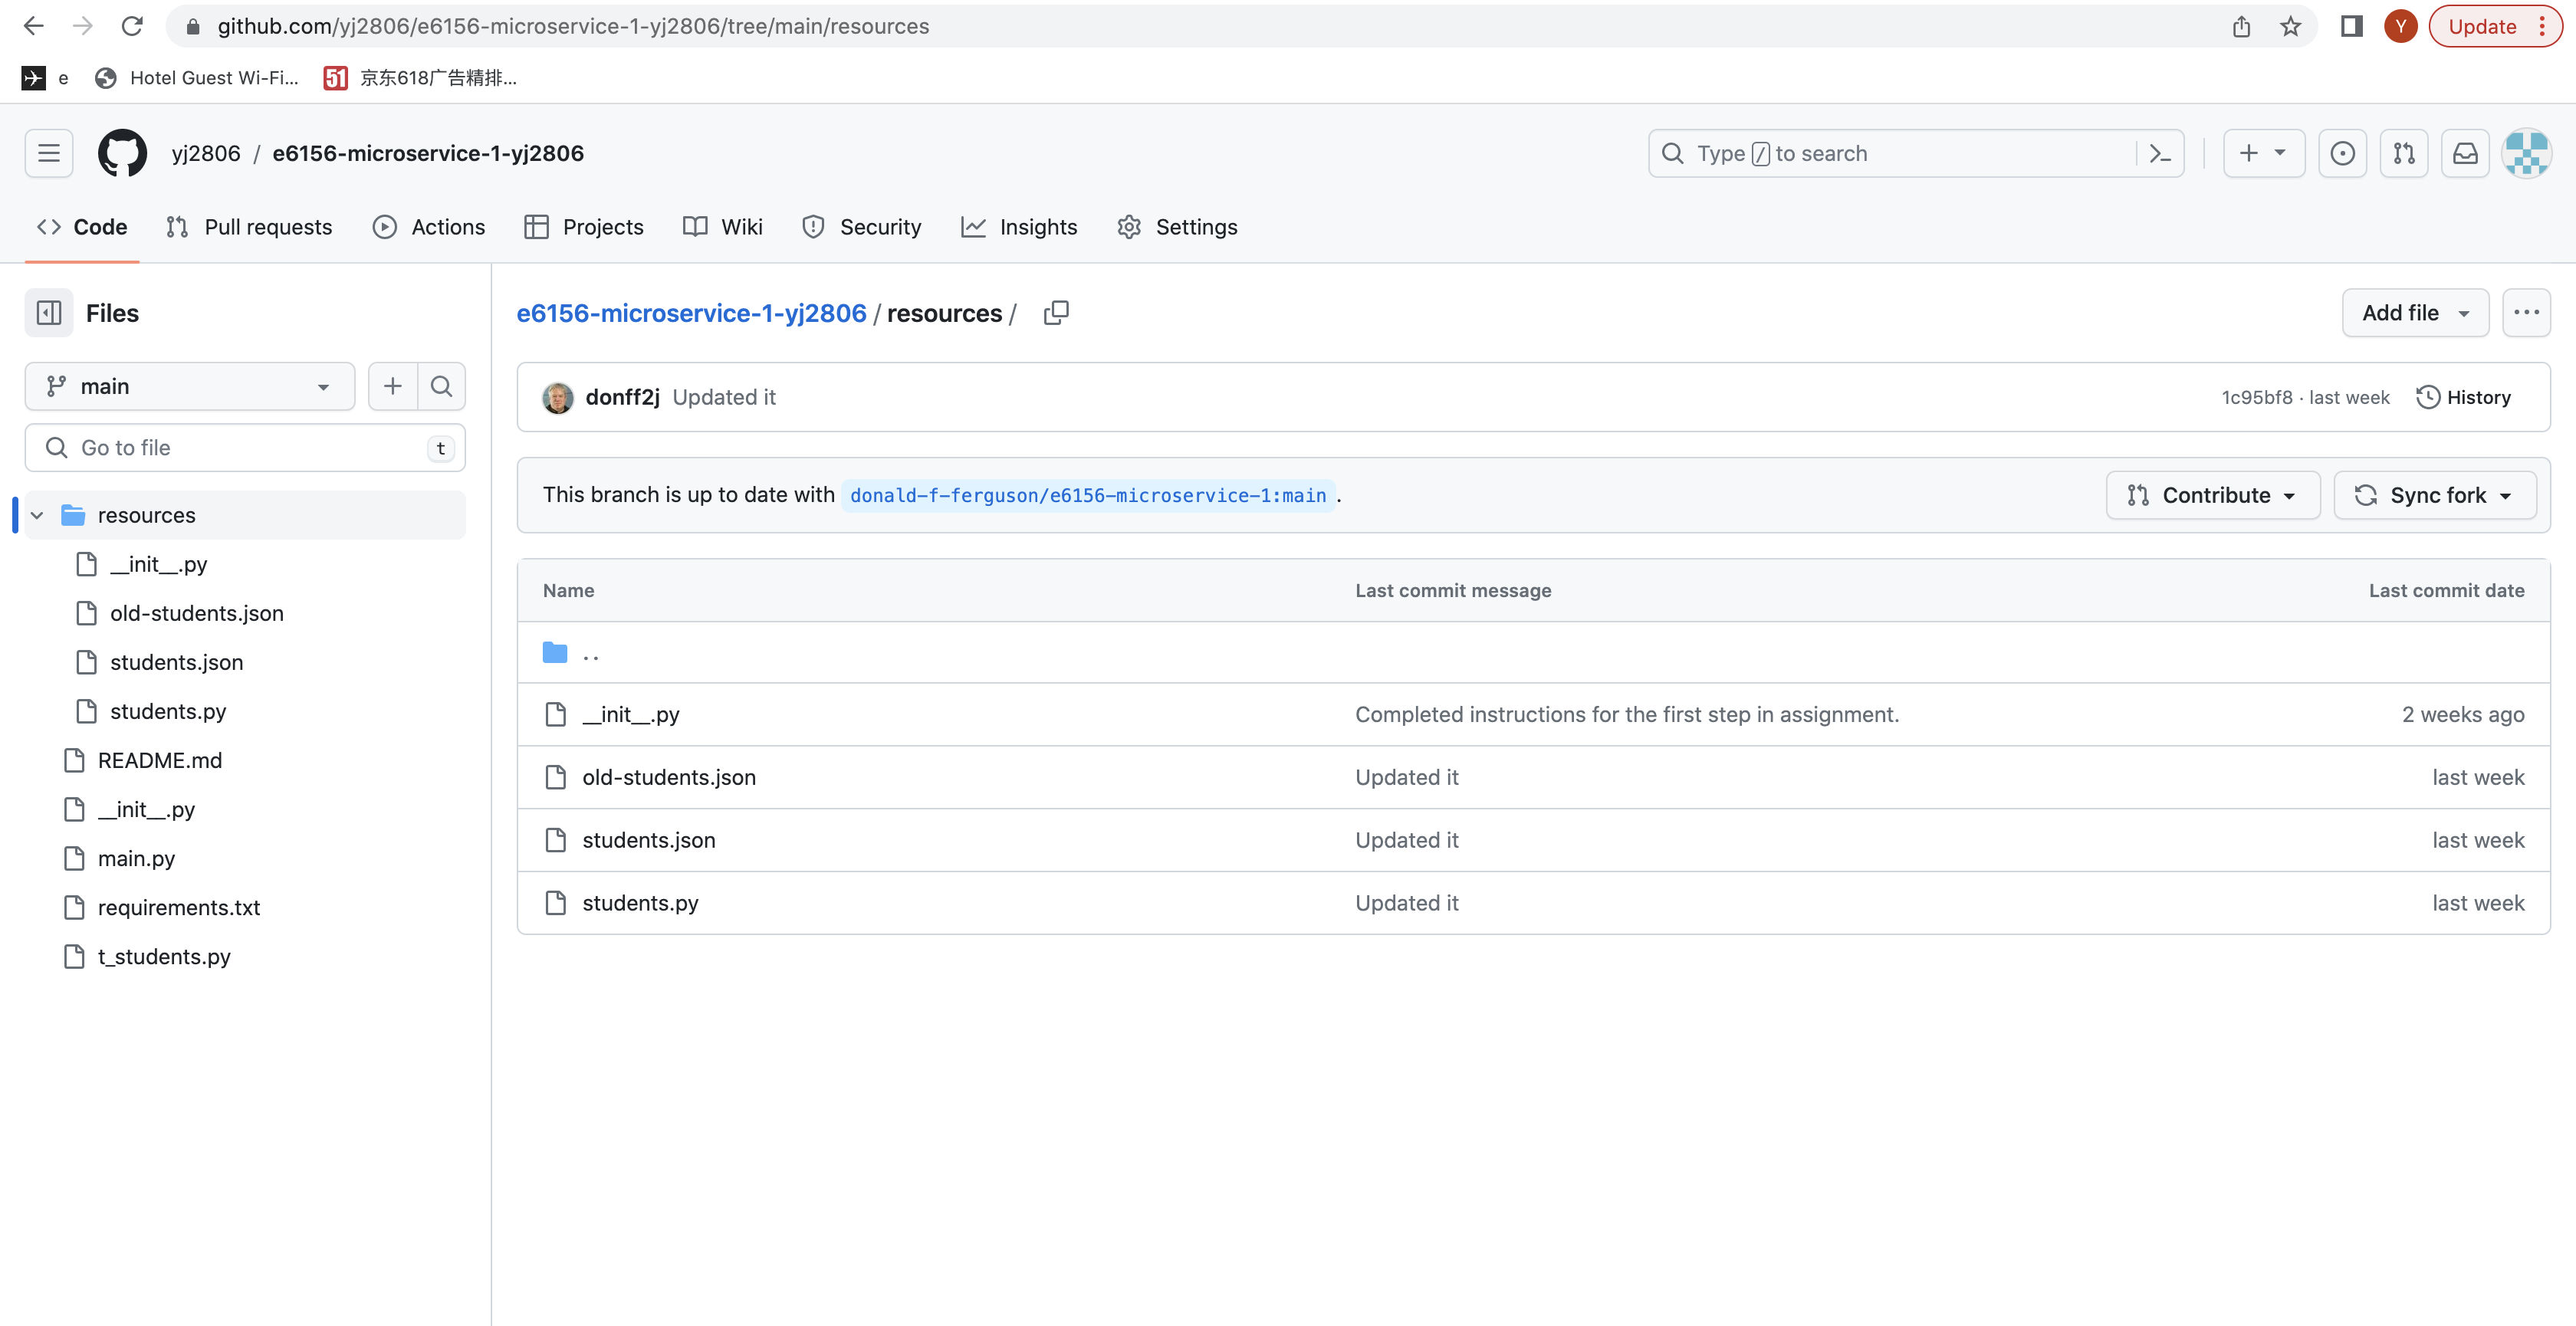 github.com/yj2806/e6156-microservice-1-yj2806/tree/main/resources
Y
Update
e
Hotel Guest Wi-Fi...
51
京东618广告精排...
yj2806 / e6156-microservice-1-yj2806
Type / to search
Code
Pull requests
Actions
Projects
Wiki
Security
Insights
Settings
Files
e6156-microservice-1-yj2806 / resources /
Add file
main
donff2j Updated it
1c95bf8 · last week
History
Go to file
t
This branch is up to date with donald-f-ferguson/e6156-microservice-1:main .
Contribute
Sync fork
resources
__init__.py
old-students.json
students.json
students.py
README.md
__init__.py
main.py
requirements.txt
t_students.py
Name
Last commit message
Last commit date
..
__init__.py
Completed instructions for the first step in assignment.
2 weeks ago
old-students.json
Updated it
last week
students.json
Updated it
last week
students.py
Updated it
last week